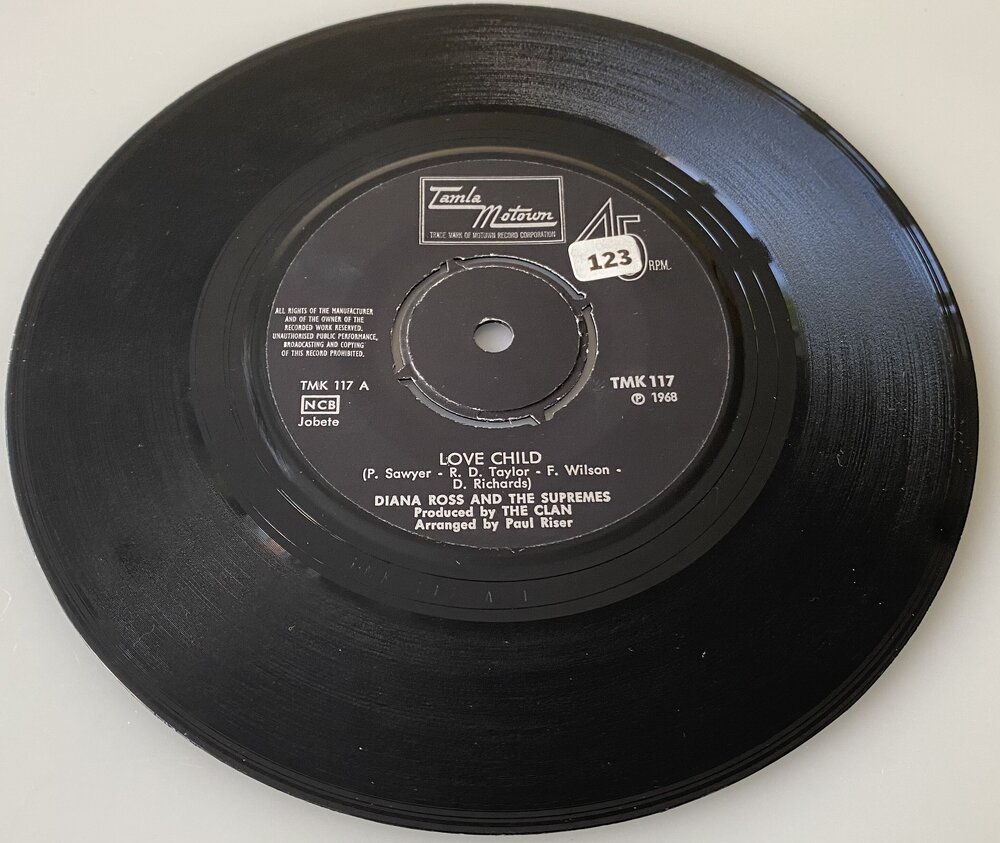 Tamla
Motown
TRADE MARK OF MOTOWN RECORD CORPORATION
45
R.P.M.
123
ALL RIGHTS OF THE MANUFACTURER
AND OF THE OWNER OF THE
RECORDED WORK RESERVED.
UNAUTHORISED PUBLIC PERFORMANCE,
BROADCASTING AND COPYING
OF THIS RECORD PROHIBITED.
TMK 117 A
NCB
Jobete
TMK 117
℗ 1968
LOVE CHILD
(P. Sawyer - R. D. Taylor - F. Wilson -
D. Richards)
DIANA ROSS AND THE SUPREMES
Produced by THE CLAN
Arranged by Paul Riser